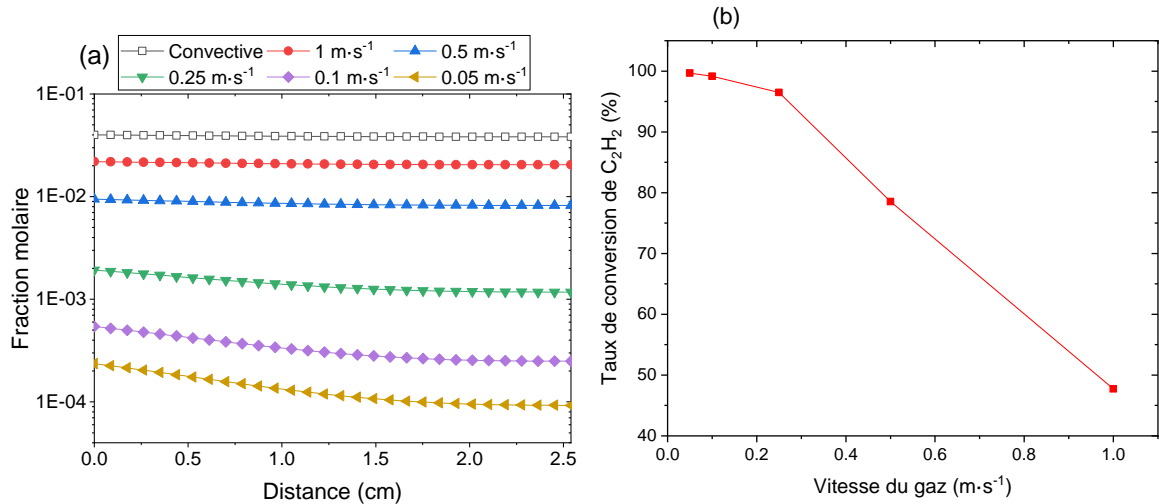 (a)
Convective 1 m·s⁻¹ 0.5 m·s⁻¹
0.25 m·s⁻¹ 0.1 m·s⁻¹ 0.05 m·s⁻¹
1E-01
1E-02
1E-03
1E-04
Fraction molaire
0.0 0.5 1.0 1.5 2.0 2.5
Distance (cm)
(b)
100
90
80
70
60
50
40
Taux de conversion de C₂H₂ (%)
0.0 0.2 0.4 0.6 0.8 1.0
Vitesse du gaz (m·s⁻¹)